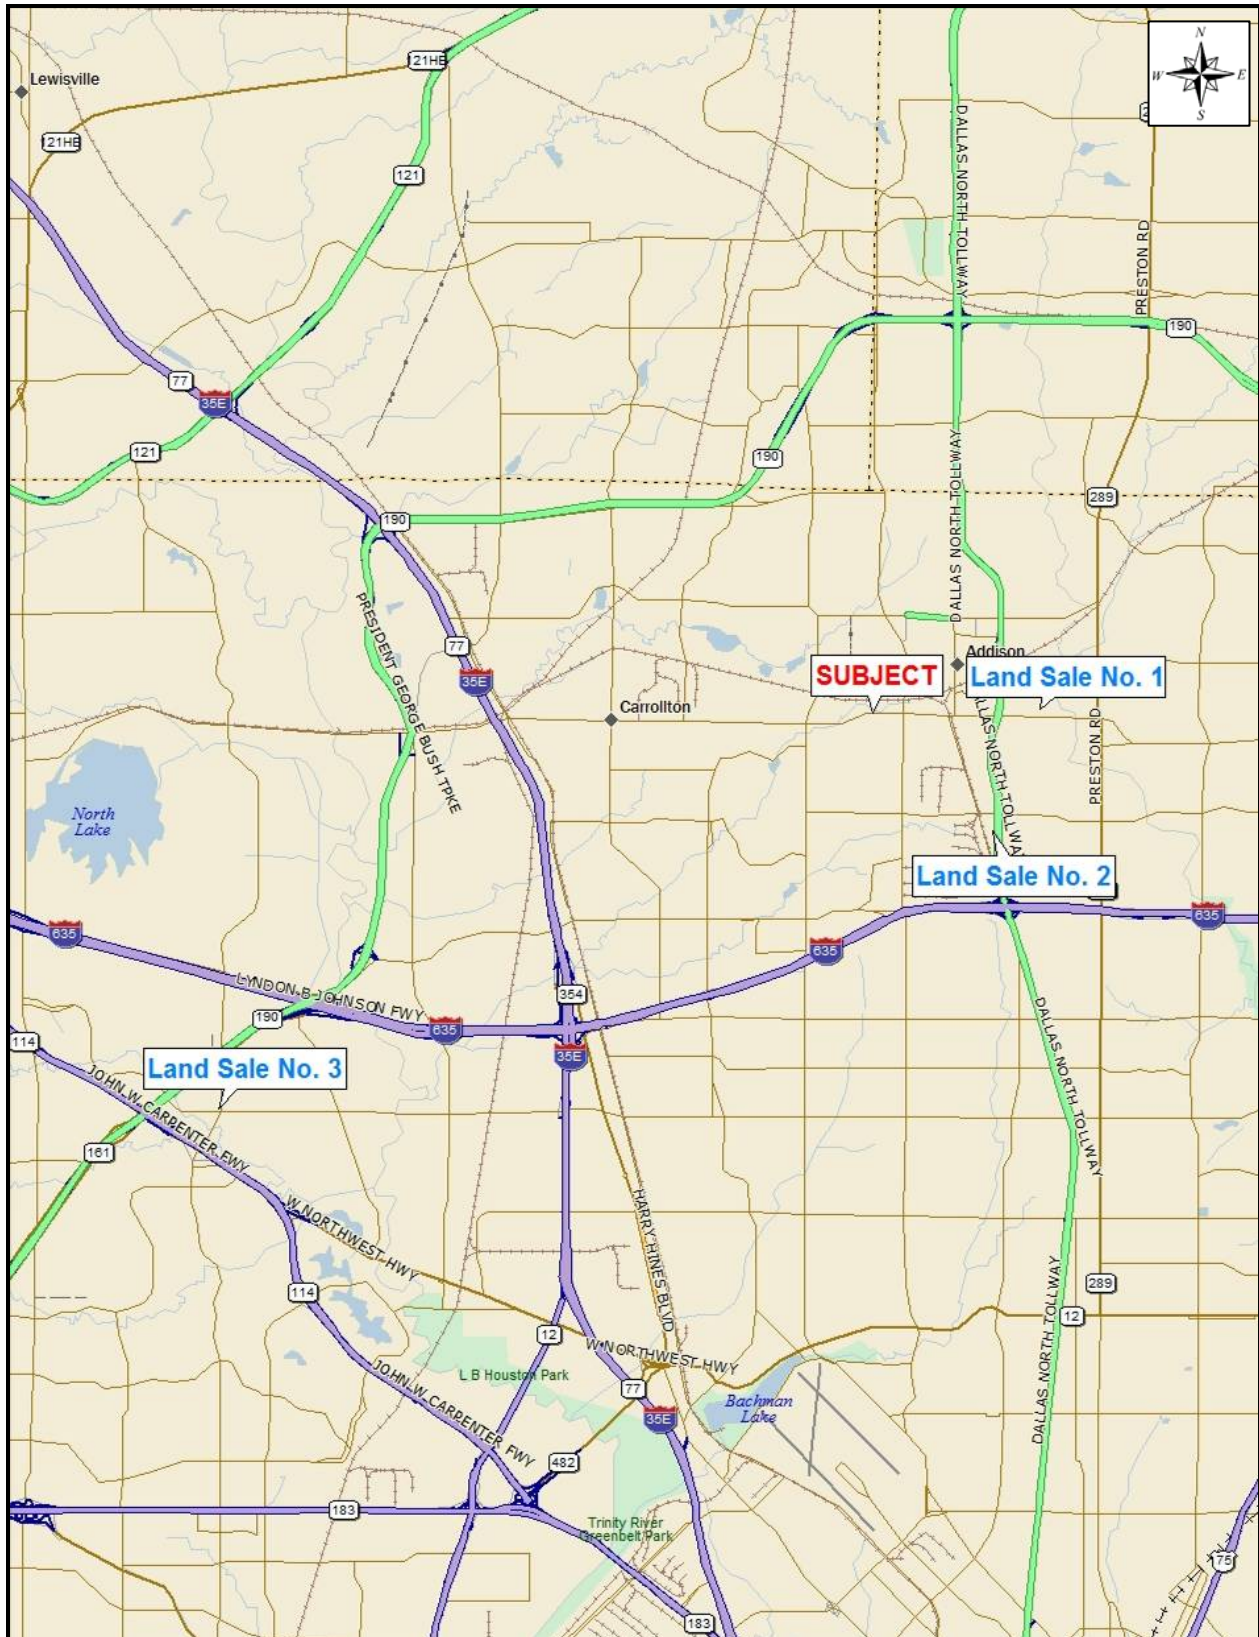 N
W E
S
Lewisville
121HB
121HB
121
DALLAS NORTH TOLLWAY
PRESTON RD
190
77
35E
121
190
DALLAS NORTH TOLLWAY
289
190
PRESIDENT GEORGE BUSH TPKE
77
35E
Addison
SUBJECT
Land Sale No. 1
Carrollton
DALLAS NORTH TOLLWAY
PRESTON RD
North
Lake
Land Sale No. 2
635
635
635
LYNDON B JOHNSON FWY
354
190
635
35E
114
Land Sale No. 3
JOHN W CARPENTER FWY
DALLAS NORTH TOLLWAY
161
W NORTHWEST HWY
HARRY HINES BLVD
114
289
12
12
DALLAS NORTH TOLLWAY
W NORTHWEST HWY
L B Houston Park
JOHN W CARPENTER FWY
77
35E
Bachman
Lake
482
183
Trinity River
Greenbelt Park
75
183